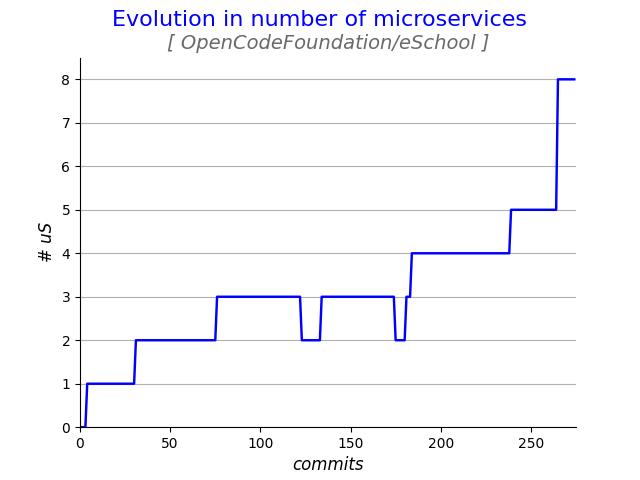 Evolution in number of microservices
[ OpenCodeFoundation/eSchool ]
8
7
6
5
4
3
2
1
0
# uS
0 50 100 150 200 250
commits